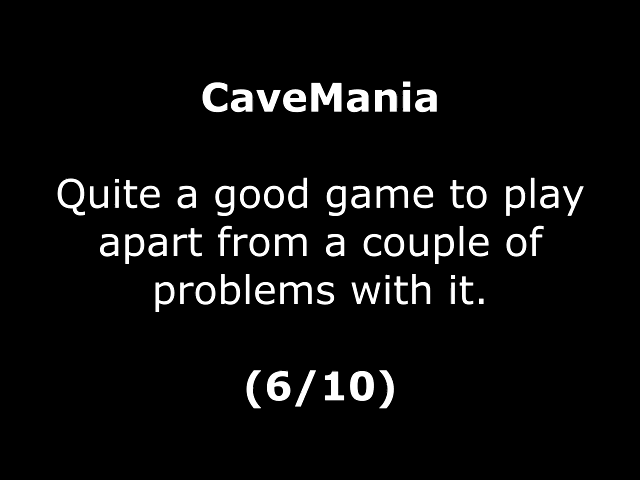 CaveMania
Quite a good game to play
apart from a couple of
problems with it.
(6/10)